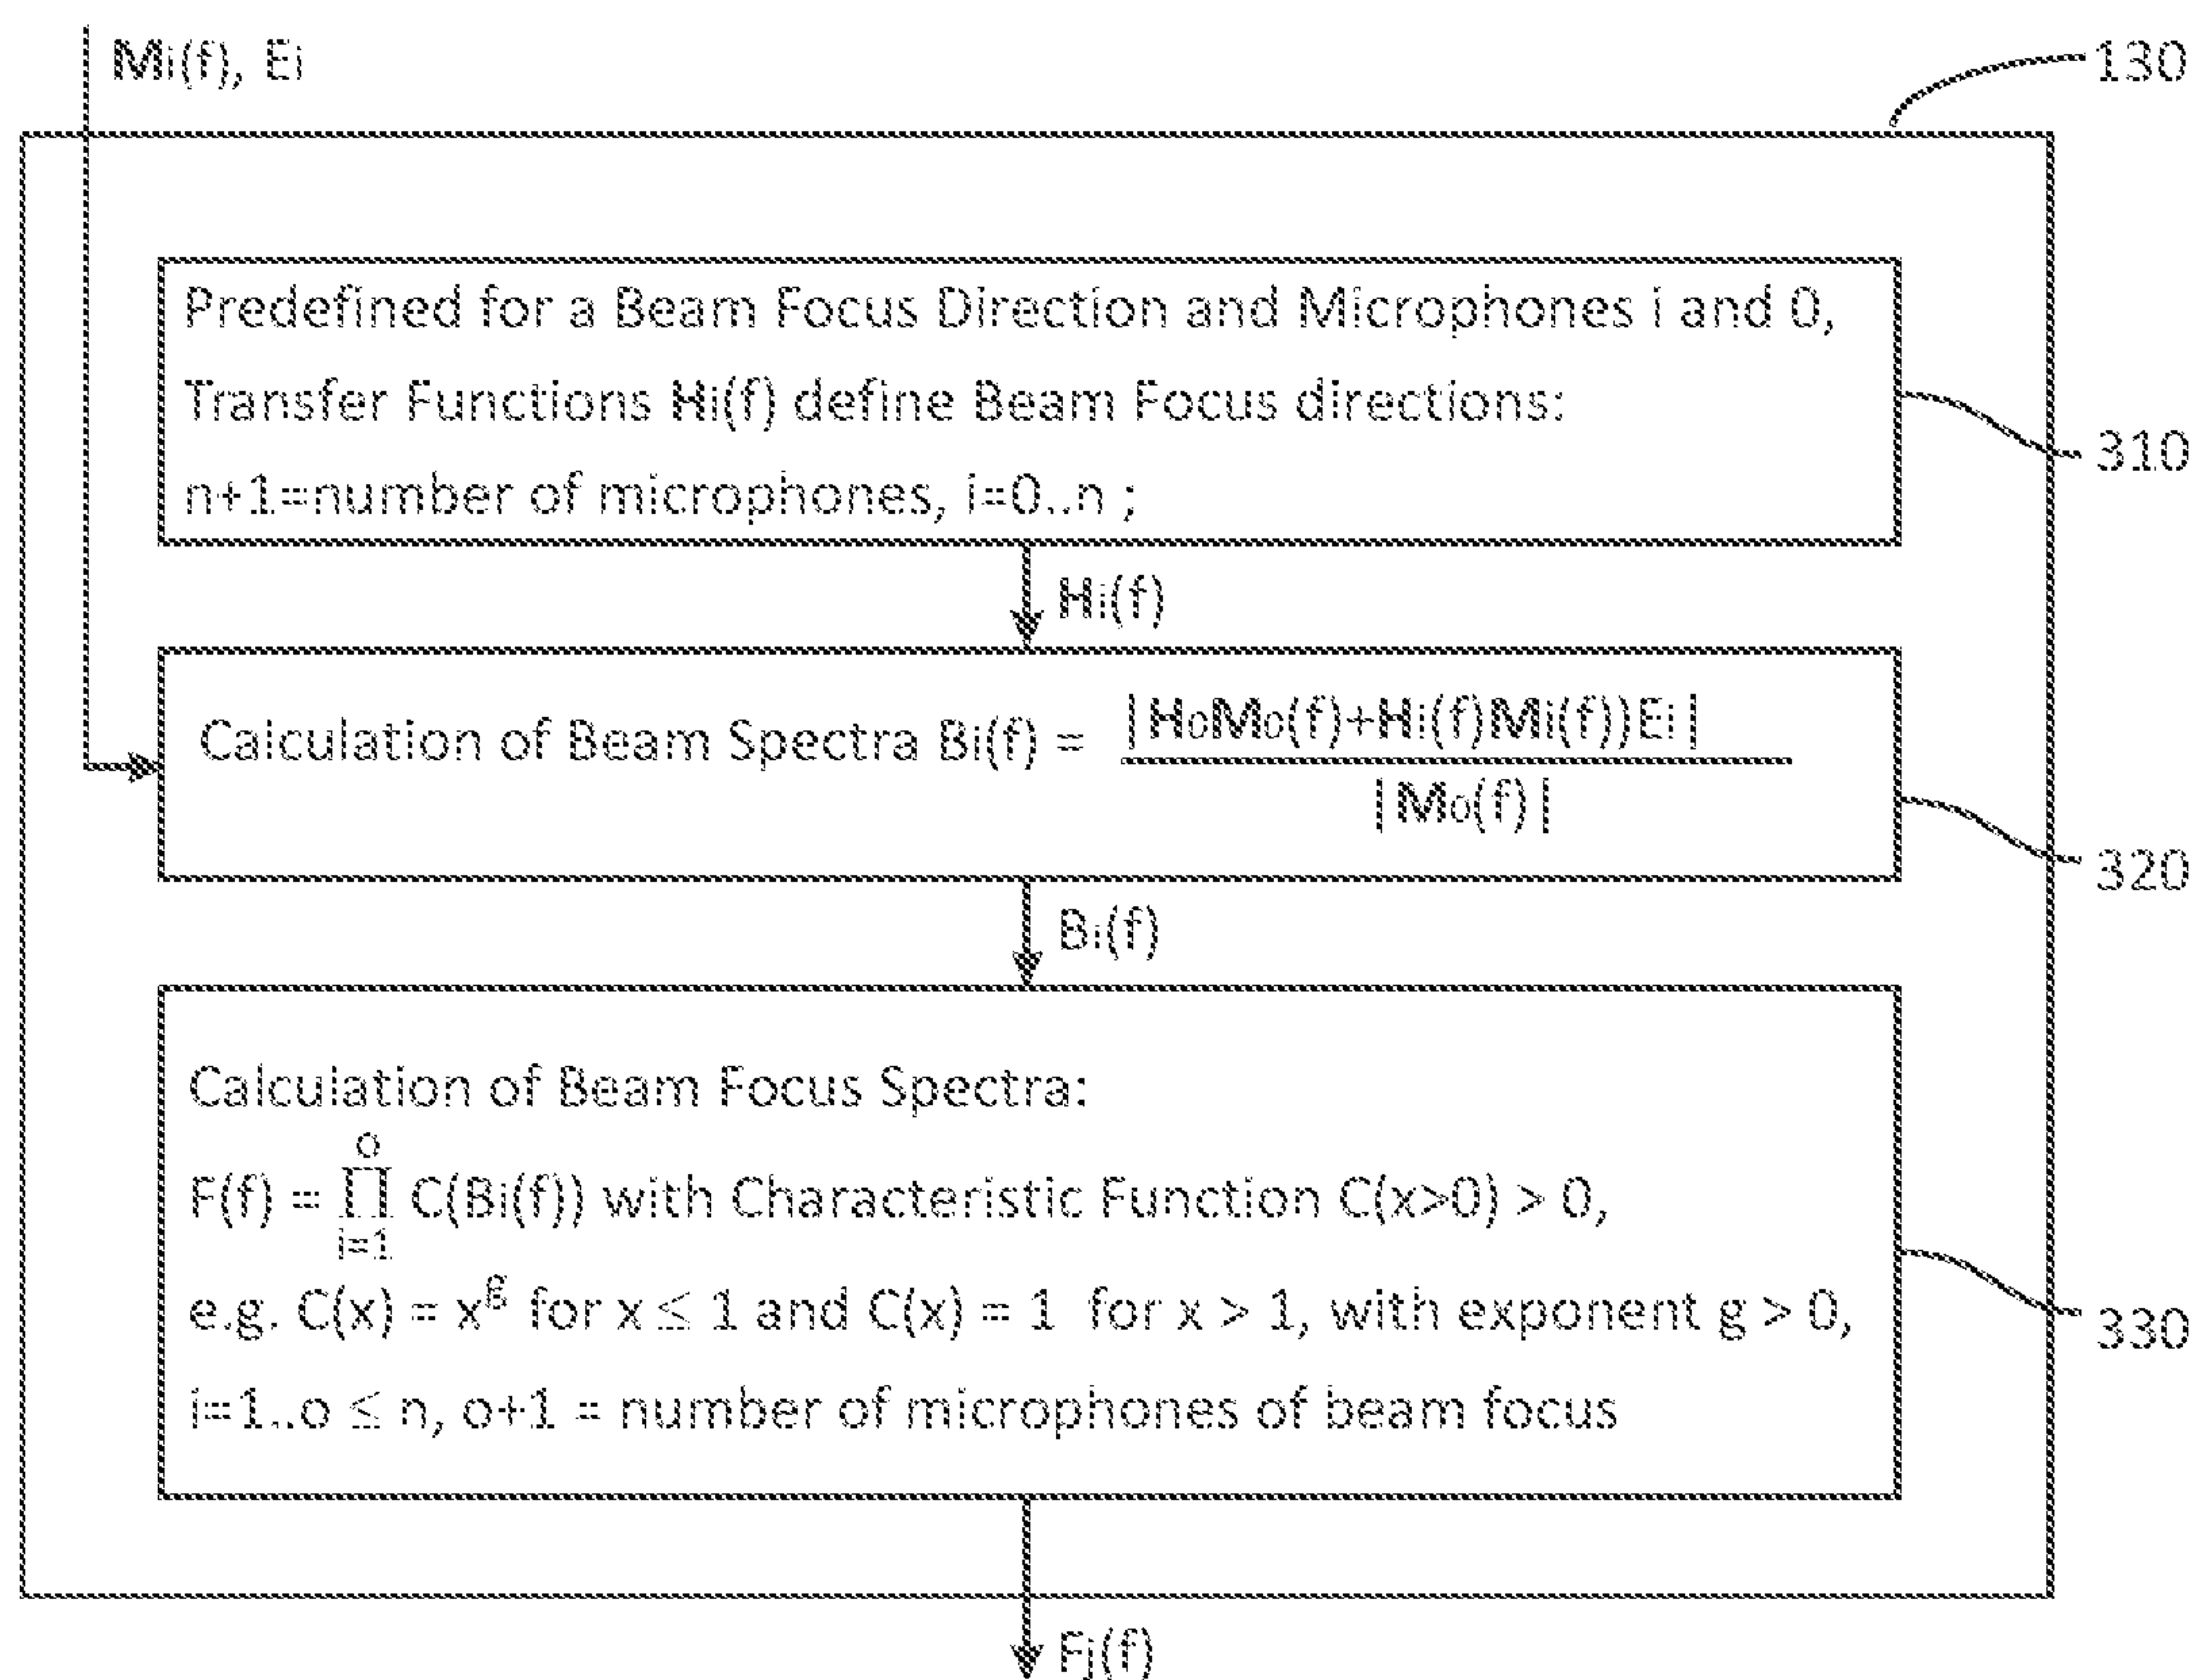 Mi(f), Ei
130
Predefined for a Beam Focus Direction and Microphones i and 0,
Transfer Functions Hi(f) define Beam Focus directions:
n+1=number of microphones, i=0..n ;
310
Hi(f)
Calculation of Beam Spectra Bi(f) = |H0M0(f)+Hi(f)Mi(f))Ei|
|M0(f)|
320
Bi(f)
Calculation of Beam Focus Spectra:
o
F(f) = ∏ C(Bi(f)) with Characteristic Function C(x>0) > 0,
i=1
e.g. C(x) = x^g for x ≤ 1 and C(x) = 1 for x > 1, with exponent g > 0,
i=1..o ≤ n, o+1 = number of microphones of beam focus
330
Fj(f)